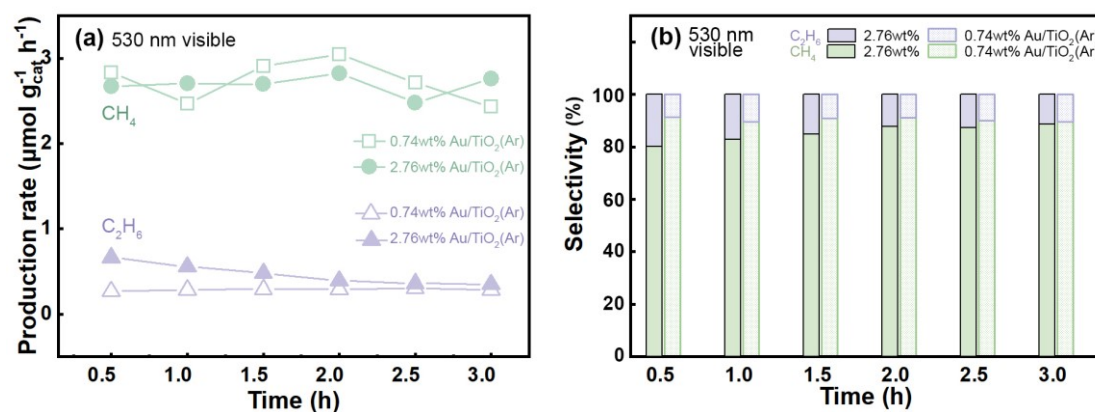 (a) 530 nm visible
Production rate (μmol g⁻¹cat h⁻¹)
3
2
1
0
CH₄
0.74wt% Au/TiO₂(Ar)
2.76wt% Au/TiO₂(Ar)
C₂H₆
0.74wt% Au/TiO₂(Ar)
2.76wt% Au/TiO₂(Ar)
0.5 1.0 1.5 2.0 2.5 3.0
Time (h)
(b) 530 nm
visible
C₂H₆ 2.76wt% 0.74wt% Au/TiO₂(Ar)
CH₄ 2.76wt% 0.74wt% Au/TiO₂(Ar)
Selectivity (%)
100
80
60
40
20
0
0.5 1.0 1.5 2.0 2.5 3.0
Time (h)